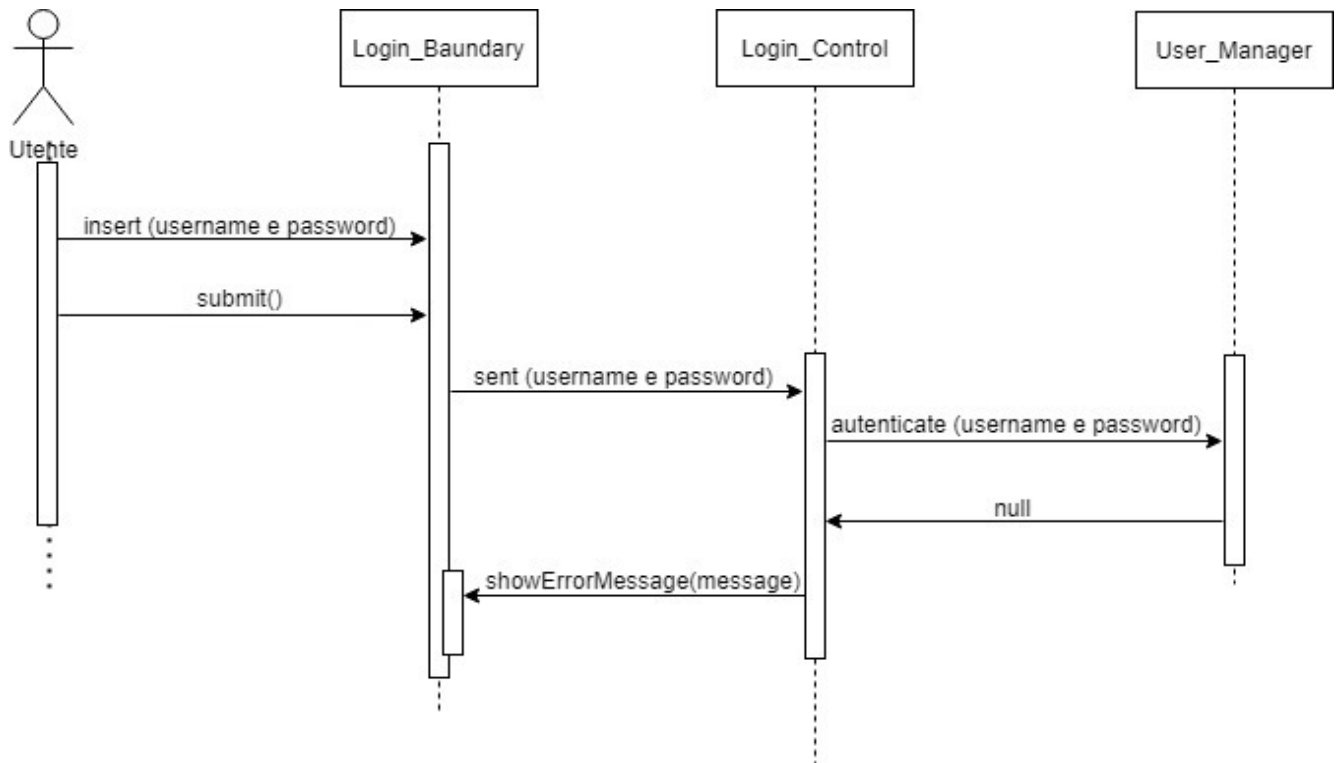 Login_Baundary
Login_Control
User_Manager
Utente
insert (username e password)
submit()
sent (username e password)
autenticate (username e password)
null
showErrorMessage(message)